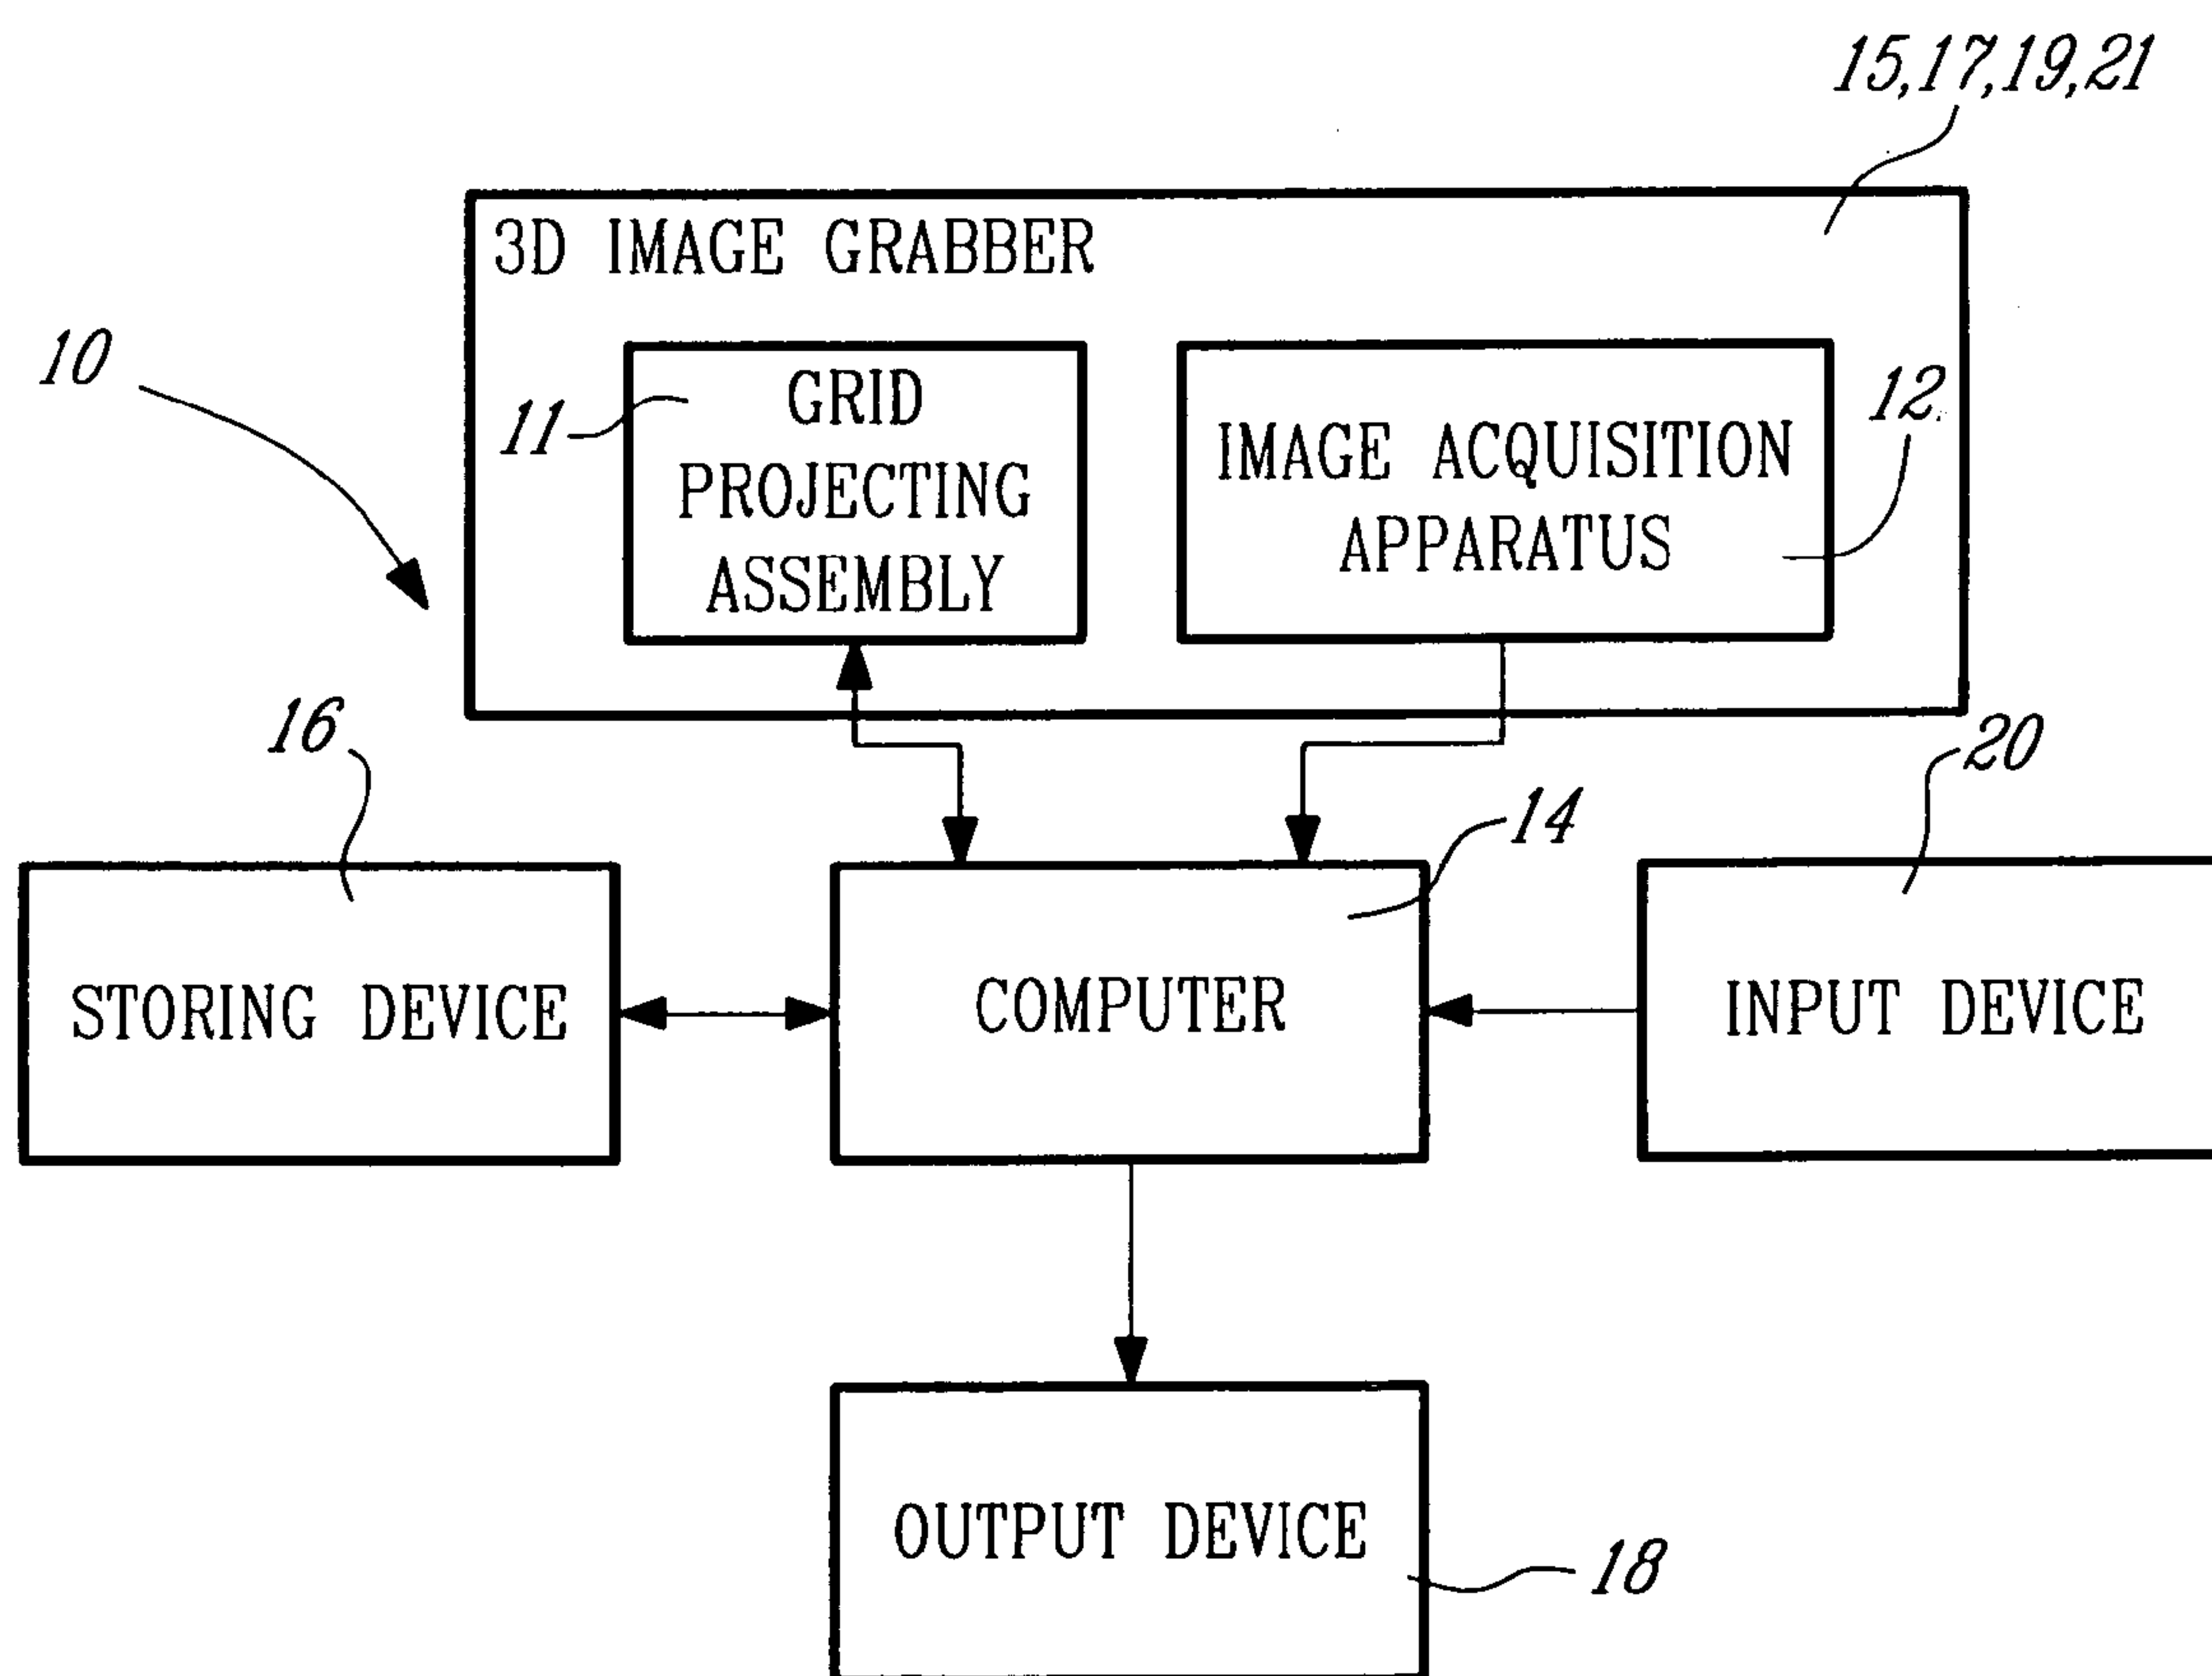 15,17,19,21
3D IMAGE GRABBER
10
11
GRID
PROJECTING
ASSEMBLY
IMAGE ACQUISITION
APPARATUS
12
16
20
14
STORING DEVICE
COMPUTER
INPUT DEVICE
OUTPUT DEVICE
18